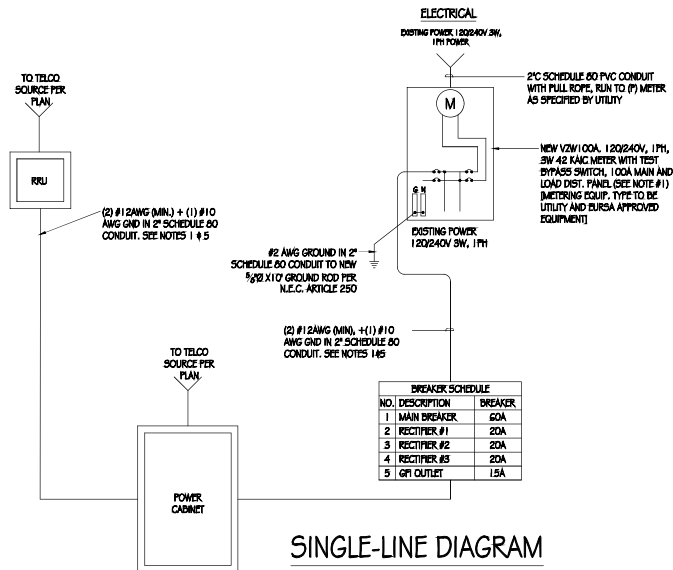 ELECTRICAL
EXISTING POWER 120/240V 3W,
1PH POWER
TO TELCO
SOURCE PER
PLAN
2"C SCHEDULE 80 PVC CONDUIT
WITH PULL ROPE, RUN TO (P) METER
AS SPECIFIED BY UTILITY
M
RRU
NEW VZW100A. 120/240V, 1PH,
3W 42 KAIC METER WITH TEST
BYPASS SWITCH, 100A MAIN AND
LOAD DIST. PANEL (SEE NOTE #1)
[METERING EQUIP. TYPE TO BE
UTILITY AND EURSA APPROVED
EQUIPMENT]
G N
(2) #12AWG (MIN.) + (1) #10
AWG GND IN 2" SCHEDULE 80
CONDUIT. SEE NOTES 1 & 5
EXISTING POWER
120/240V 3W, 1PH
#2 AWG GROUND IN 2"
SCHEDULE 80 CONDUIT TO NEW
5/8"Ø X10' GROUND ROD PER
N.E.C. ARTICLE 250
(2) #12AWG (MIN), +(1) #10
AWG GND IN 2" SCHEDULE 80
CONDUIT. SEE NOTES 1&5
TO TELCO
SOURCE PER
PLAN
BREAKER SCHEDULE
NO. DESCRIPTION BREAKER
1 MAIN BREAKER 60A
2 RECTIFIER #1 20A
3 RECTIFIER #2 20A
4 RECTIFIER #3 20A
5 GFI OUTLET 15A
POWER
CABINET
SINGLE-LINE DIAGRAM